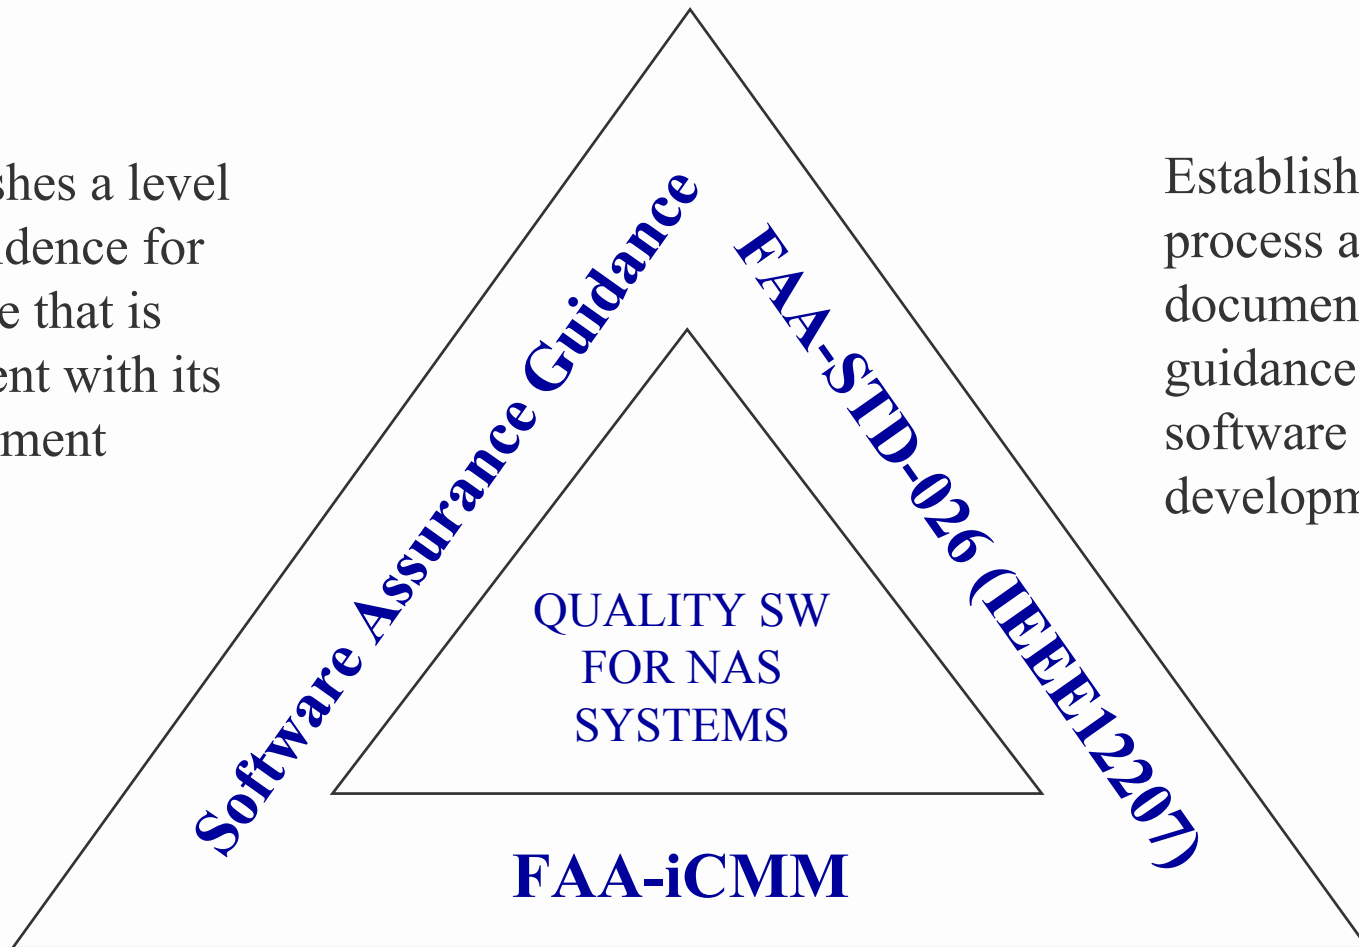 shes a level
idence for
e that is
ent with its
ment
Software Assurance Guidance
FAA-STD-026 (IEEE12207)
Establish
process a
documen
guidance
software
developm
QUALITY SW
FOR NAS
SYSTEMS
FAA-iCMM